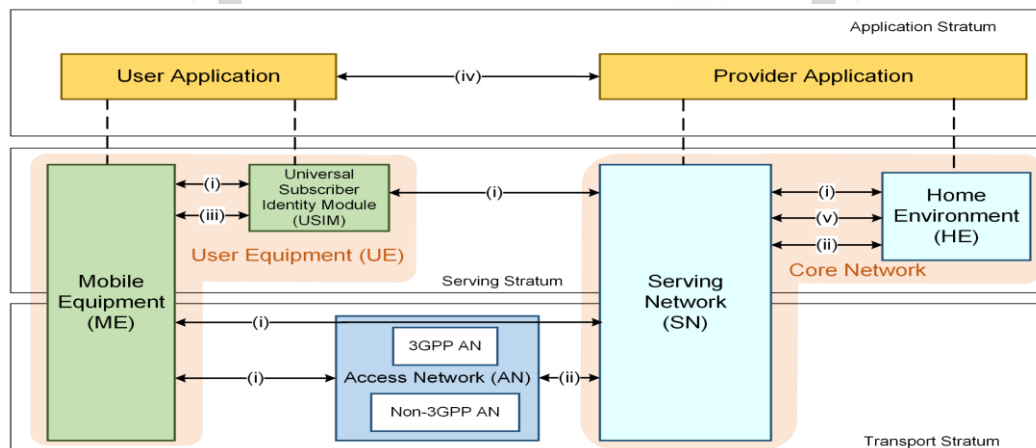 Application Stratum
User Application
(iv)
Provider Application
(i)
(iii)
Universal
Subscriber
Identity Module
(USIM)
(i)
(i)
(v)
(ii)
Home
Environment
(HE)
User Equipment (UE)
Core Network
Mobile
Equipment
(ME)
Serving Stratum
Serving
Network
(SN)
(i)
3GPP AN
(i)
Access Network (AN)
(ii)
Non-3GPP AN
Transport Stratum